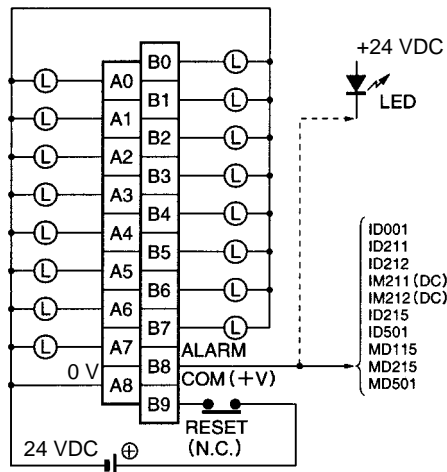 +24 VDC
LED
L A0 B0 L
L A1 B1 L
L A2 B2 L
L A3 B3 L
L A4 B4 L
L A5 B5 L
L A6 B6 L
L A7 B7 L
ALARM
0 V A8 B8 COM (+V)
B9
RESET
(N.C.)
24 VDC ⊕
ID001
ID211
ID212
IM211 (DC)
IM212 (DC)
ID215
ID501
MD115
MD215
MD501